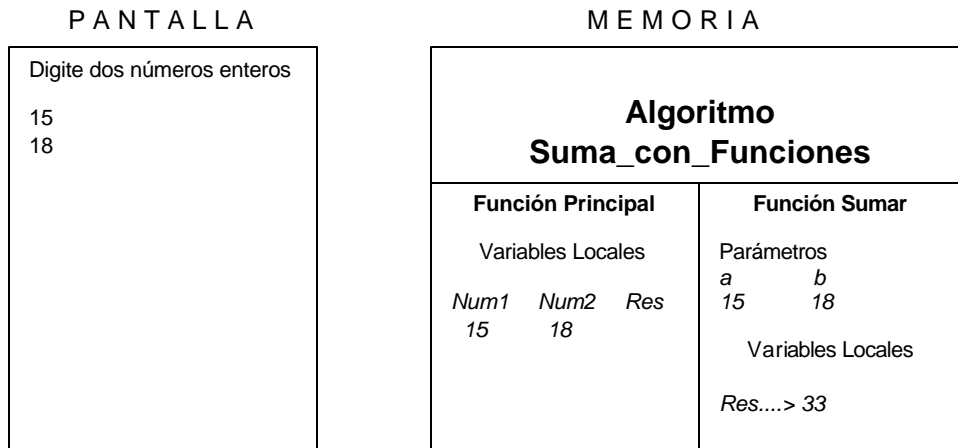 P A N T A L L A
Digite dos números enteros
15
18
M E M O R I A
Algoritmo
Suma_con_Funciones
Función Principal
Variables Locales
Num1 Num2 Res
15 18
Función Sumar
Parámetros
a b
15 18
Variables Locales
Res....> 33